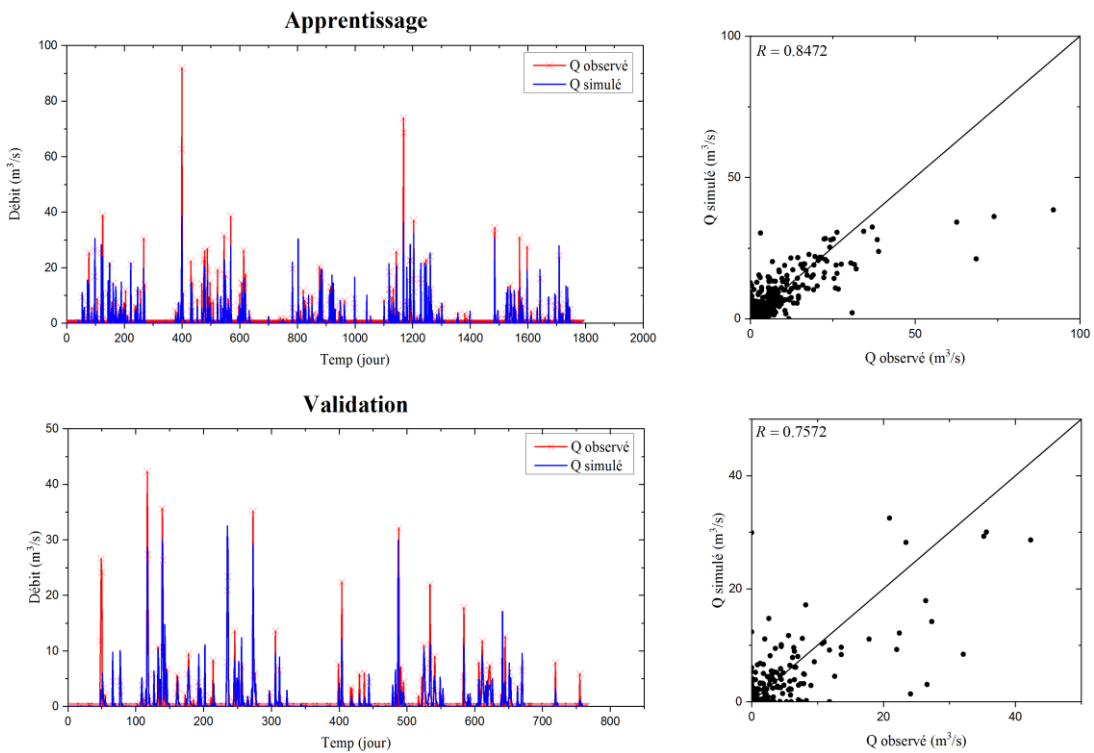 Apprentissage
100
80
60
40
20
0
Débit (m³/s)
Q observé
Q simulé
0 200 400 600 800 1000 1200 1400 1600 1800 2000
Temp (jour)
R = 0.8472
100
50
0
Q simulé (m³/s)
0 50 100
Q observé (m³/s)
Validation
50
40
30
20
10
0
Débit (m³/s)
Q observé
Q simulé
0 100 200 300 400 500 600 700 800
Temp (jour)
R = 0.7572
40
20
0
Q simulé (m³/s)
0 20 40
Q observé (m³/s)